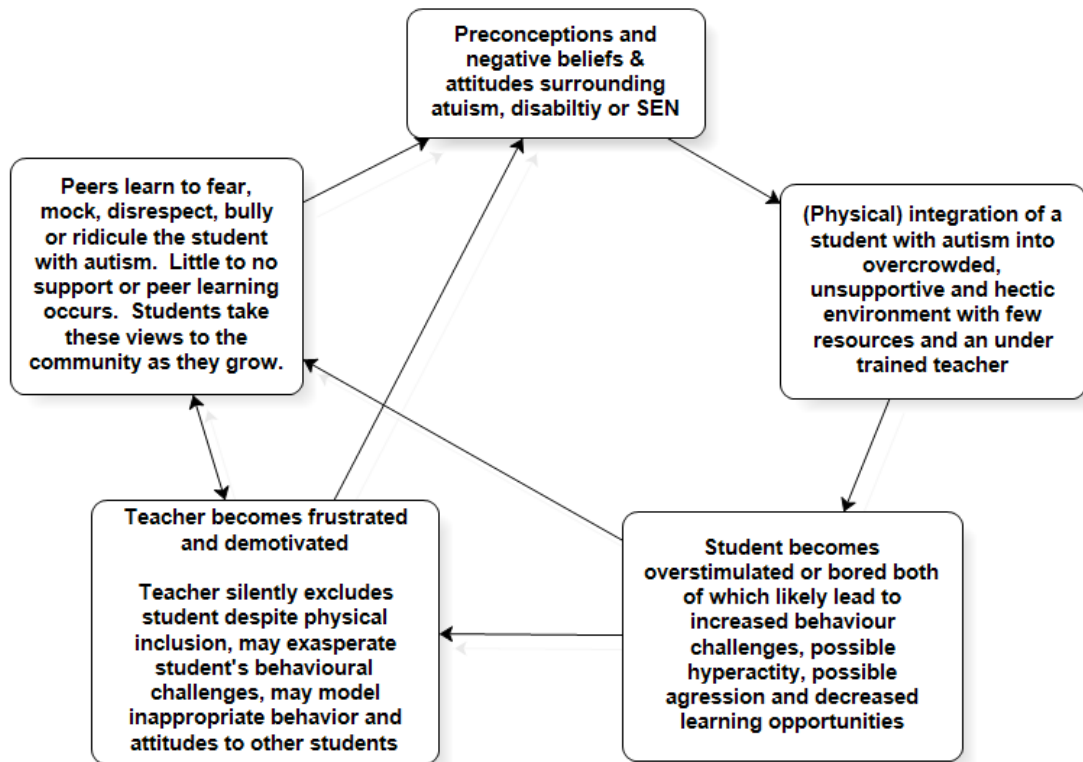 Preconceptions and
negative beliefs &
attitudes surrounding
atuism, disabiltiy or SEN
Peers learn to fear,
mock, disrespect, bully
or ridicule the student
with autism. Little to no
support or peer learning
occurs. Students take
these views to the
community as they grow.
(Physical) integration of a
student with autism into
overcrowded,
unsupportive and hectic
environment with few
resources and an under
trained teacher
Teacher becomes frustrated
and demotivated
Teacher silently excludes
student despite physical
inclusion, may exasperate
student's behavioural
challenges, may model
inappropriate behavior and
attitudes to other students
Student becomes
overstimulated or bored both
of which likely lead to
increased behaviour
challenges, possible
hyperactity, possible
agression and decreased
learning opportunities